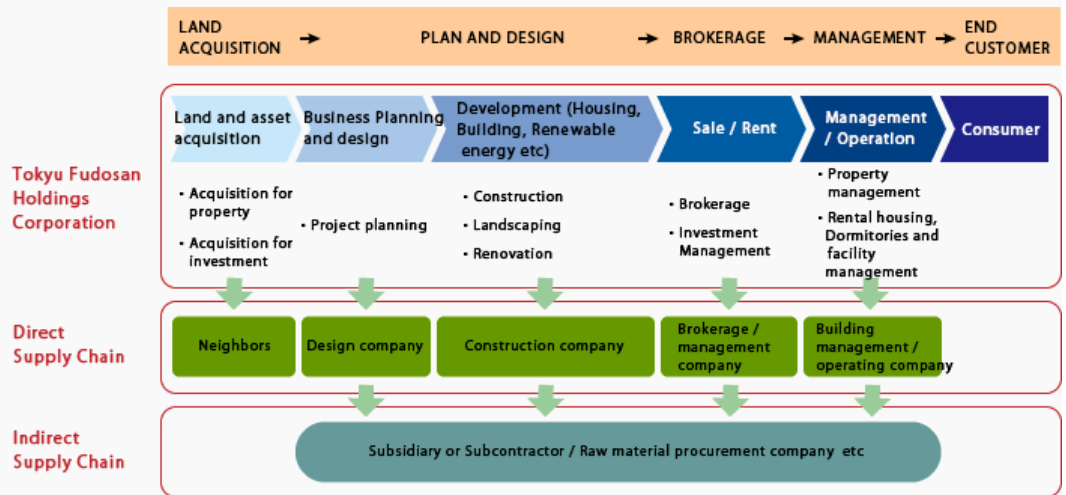 LAND
ACQUISITION
PLAN AND DESIGN
BROKERAGE
MANAGEMENT
END
CUSTOMER
Tokyu Fudosan
Holdings
Corporation
Land and asset
acquisition
Business Planning
and design
Development (Housing,
Building, Renewable
energy etc)
Sale / Rent
Management
/ Operation
Consumer
• Acquisition for
property
• Acquisition for
investment
• Project planning
• Construction
• Landscaping
• Renovation
• Brokerage
• Investment
Management
• Property
management
• Rental housing,
Dormitories and
facility
management
Direct
Supply Chain
Neighbors
Design company
Construction company
Brokerage /
management
company
Building
management /
operating company
Indirect
Supply Chain
Subsidiary or Subcontractor / Raw material procurement company etc